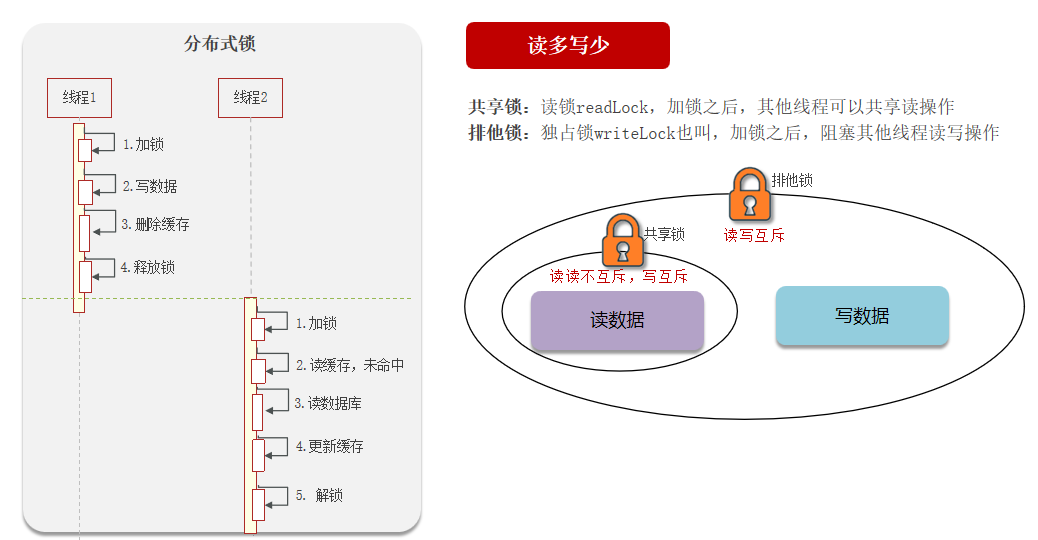 分布式锁
线程1
线程2
1.加锁
2.写数据
3.删除缓存
4.释放锁
1.加锁
2.读缓存，未命中
3.读数据库
4.更新缓存
5. 解锁
读多写少
共享锁：读锁readLock，加锁之后，其他线程可以共享读操作
排他锁：独占锁writeLock也叫，加锁之后，阻塞其他线程读写操作
排他锁
读写互斥
共享锁
读读不互斥，写互斥
读数据
写数据